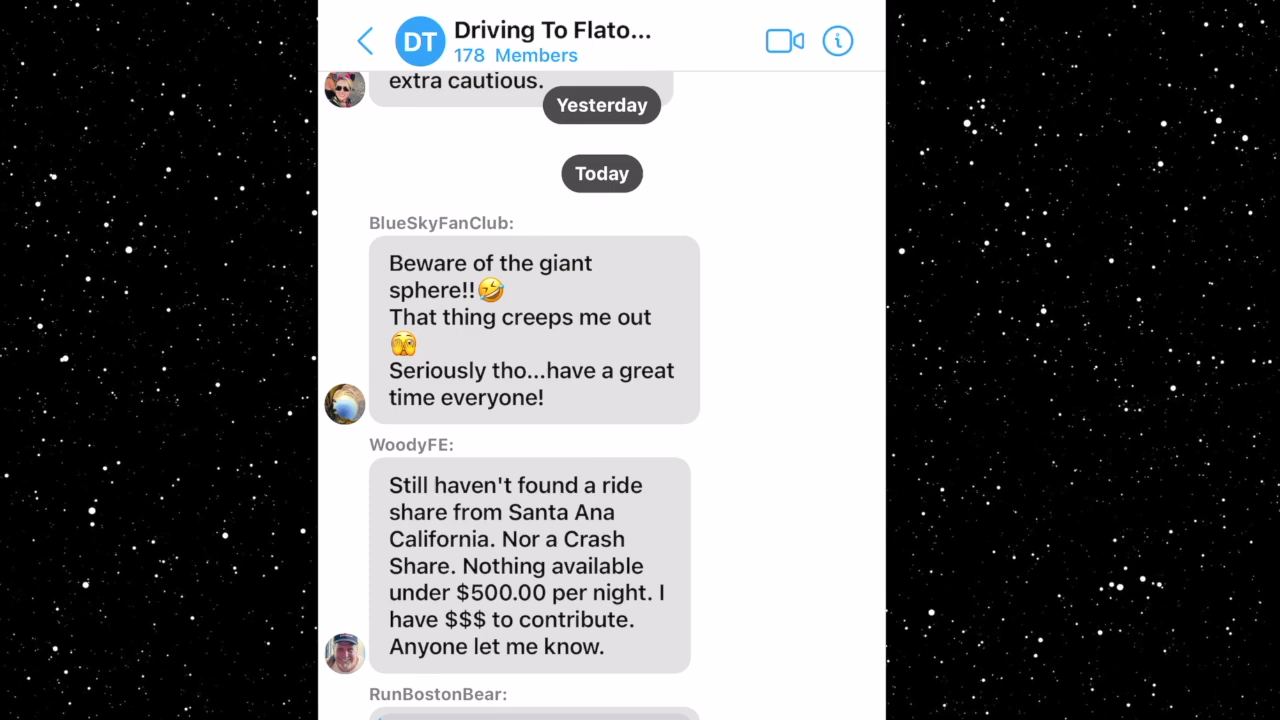 DT
Driving To Flato...
178 Members
extra cautious.
Yesterday
Today
BlueSkyFanClub:
Beware of the giant
sphere!!🤣
That thing creeps me out
🫣
Seriously tho...have a great
time everyone!
WoodyFE:
Still haven't found a ride
share from Santa Ana
California. Nor a Crash
Share. Nothing available
under $500.00 per night. I
have $$$ to contribute.
Anyone let me know.
RunBostonBear: